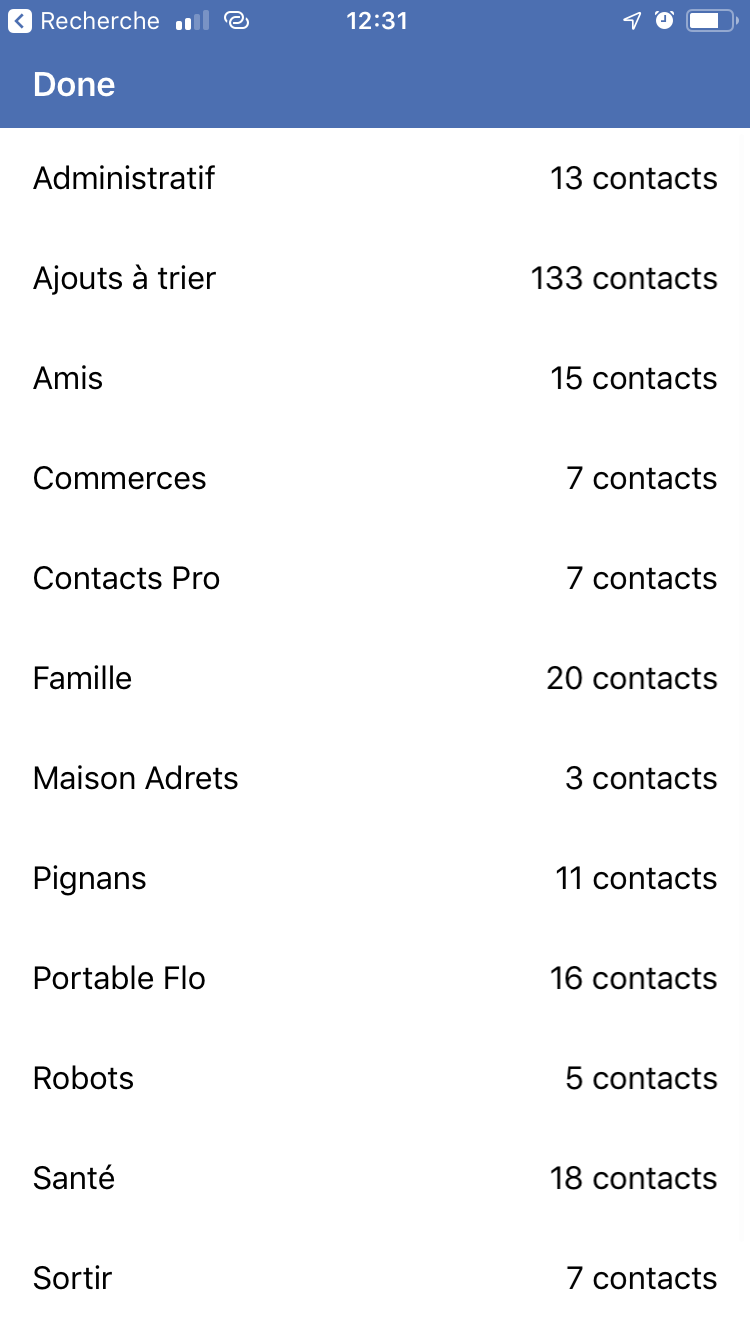 Recherche 12:31
Done
Administratif 13 contacts
Ajouts à trier 133 contacts
Amis 15 contacts
Commerces 7 contacts
Contacts Pro 7 contacts
Famille 20 contacts
Maison Adrets 3 contacts
Pignans 11 contacts
Portable Flo 16 contacts
Robots 5 contacts
Santé 18 contacts
Sortir 7 contacts